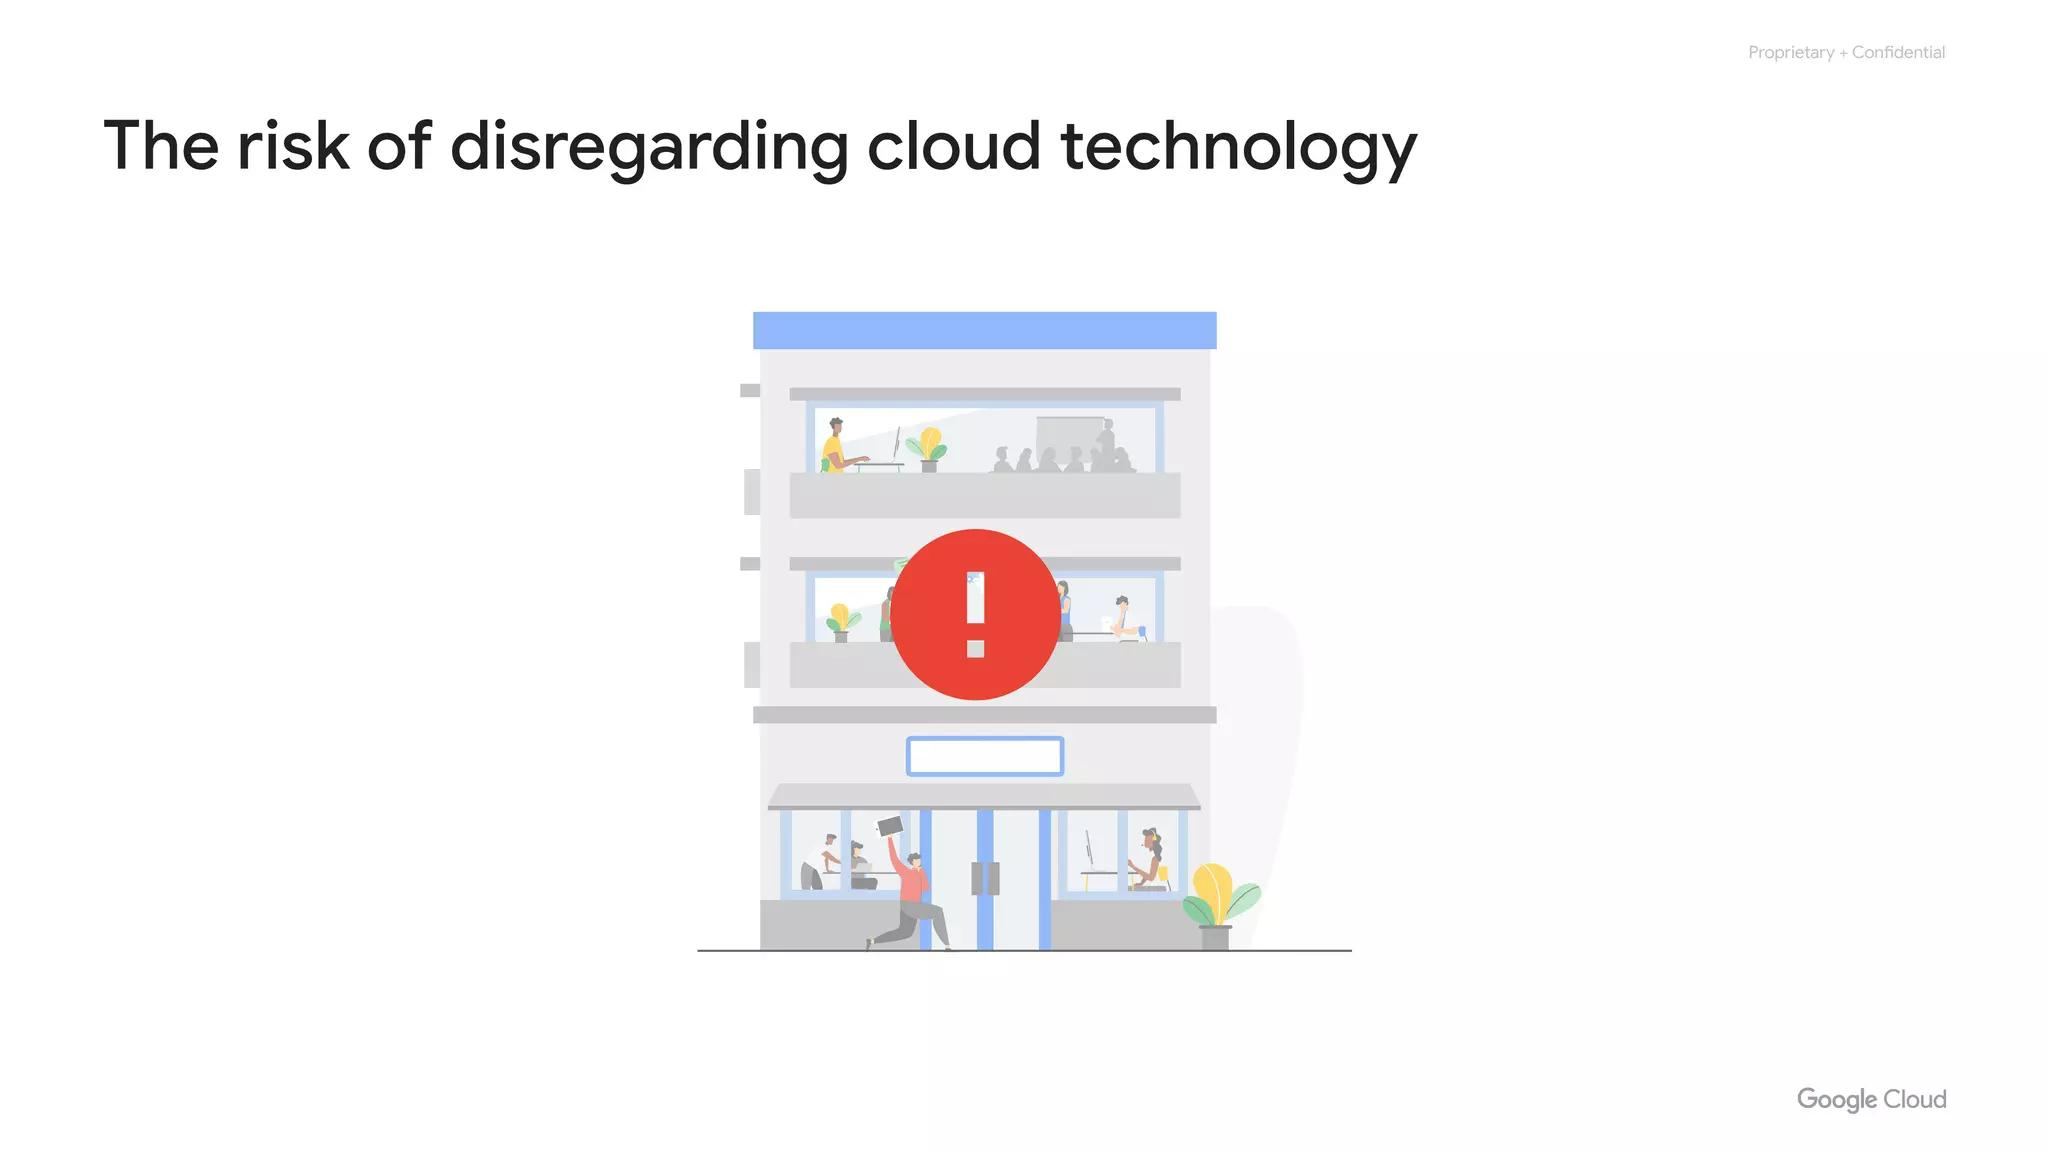 Proprietary + Confidential
The risk of disregarding cloud technology
!
Google Cloud